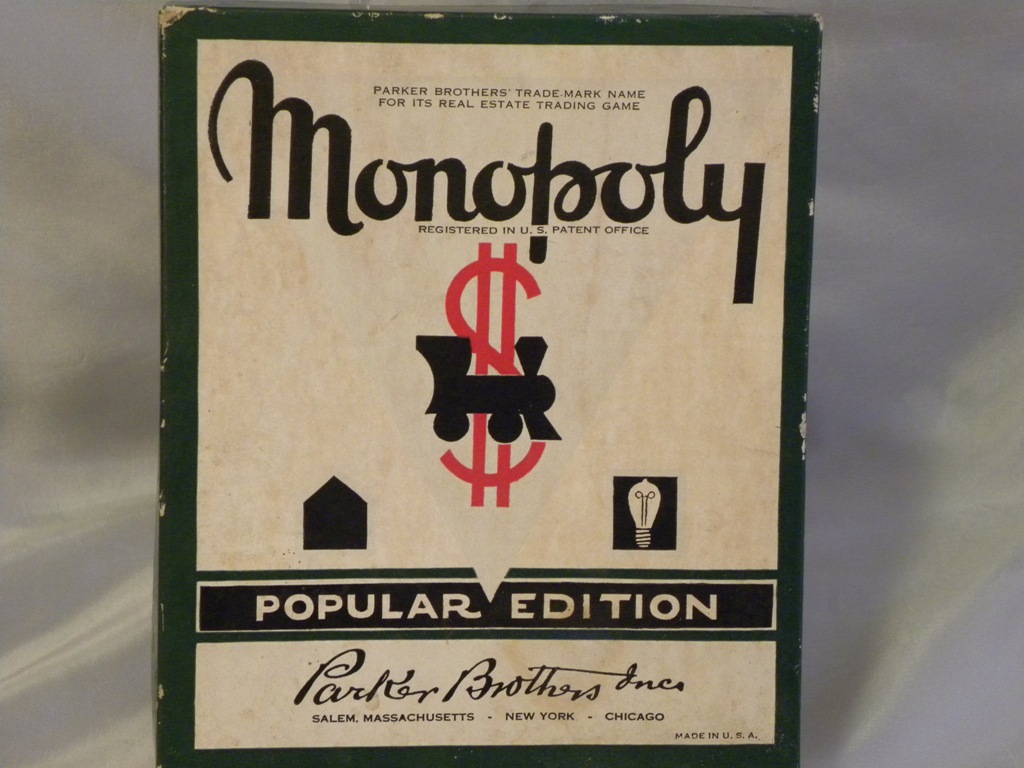 PARKER BROTHERS' TRADE-MARK NAME
FOR ITS REAL ESTATE TRADING GAME
Monopoly
REGISTERED IN U. S. PATENT OFFICE
POPULAR EDITION
Parker Brothers Inc.
SALEM, MASSACHUSETTS - NEW YORK - CHICAGO
MADE IN U. S. A.